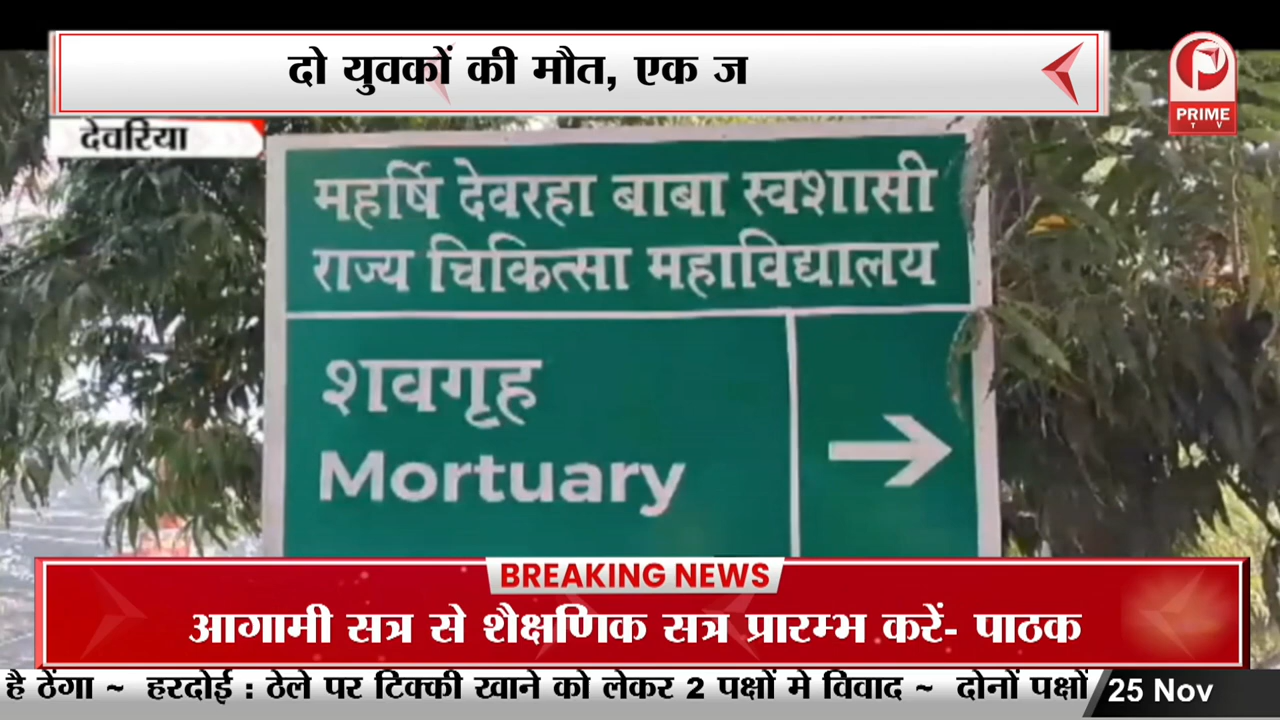 दो युवकों की मौत, एक ज
PRIME
TV
देवरिया
महर्षि देवरहा बाबा स्वशासी
राज्य चिकित्सा महाविद्यालय
शवगृह
Mortuary
BREAKING NEWS
आगामी सत्र से शैक्षणिक सत्र प्रारम्भ करें- पाठक
है ठेंगा ~ हरदोई : ठेले पर टिक्की खाने को लेकर 2 पक्षों मे विवाद ~ दोनों पक्षों
25 Nov